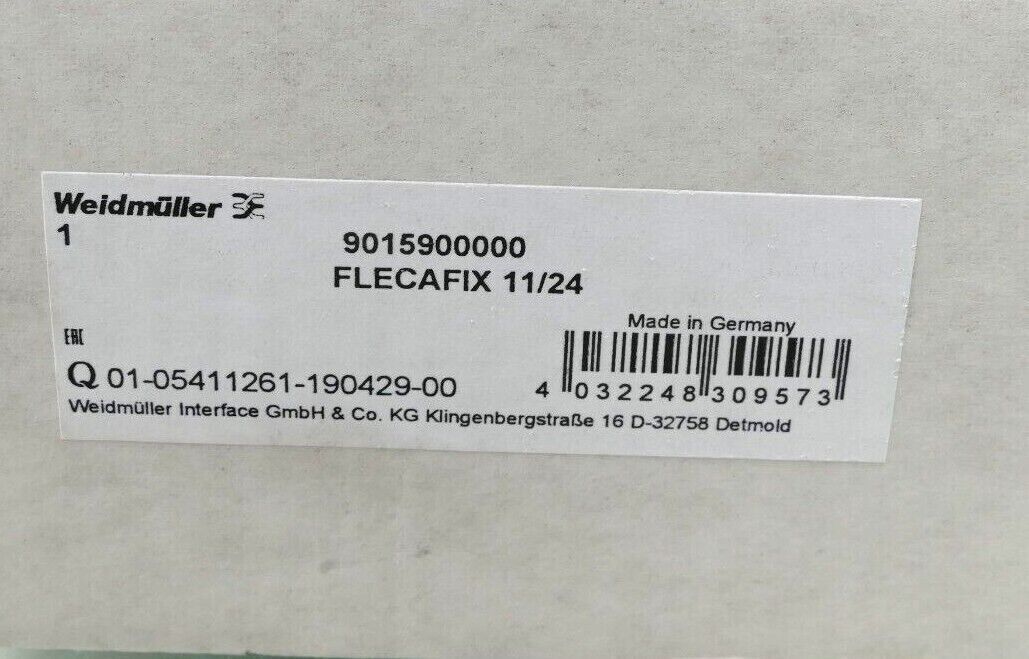 Weidmüller
1
9015900000
FLECAFIX 11/24
Made in Germany
EAC
Q 01-05411261-190429-00
4 032248 309573
Weidmüller Interface GmbH & Co. KG Klingenbergstraße 16 D-32758 Detmold